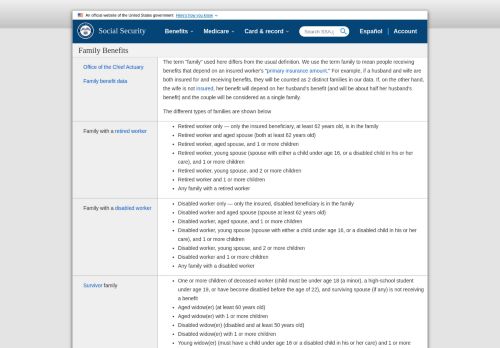 An official website of the United States government Here's how you know
Social Security
Benefits
Medicare
Card & record
Search SSA.g
Español
Account
Family Benefits
Office of the Chief Actuary
Family benefit data
The term "family" used here differs from the usual definition. We use the term family to mean people receiving
benefits that depend on an insured worker's "primary insurance amount." For example, if a husband and wife are
both insured for and receiving benefits, they will be counted as 2 distinct families in our data. If, on the other hand,
the wife is not insured, her benefit will depend on her husband's benefit (and will be about half her husband's
benefit) and the couple will be considered as a single family.
The different types of families are shown below
Family with a retired worker
• Retired worker only — only the insured beneficiary, at least 62 years old, is in the family
• Retired worker and aged spouse (both at least 62 years old)
• Retired worker, aged spouse, and 1 or more children
• Retired worker, young spouse (spouse with either a child under age 16, or a disabled child in his or her
care), and 1 or more children
• Retired worker, young spouse, and 2 or more children
• Retired worker and 1 or more children
• Any family with a retired worker
Family with a disabled worker
• Disabled worker only — only the insured, disabled beneficiary is in the family
• Disabled worker and aged spouse (spouse at least 62 years old)
• Disabled worker, aged spouse, and 1 or more children
• Disabled worker, young spouse (spouse with either a child under age 16, or a disabled child in his or her
care), and 1 or more children
• Disabled worker, young spouse, and 2 or more children
• Disabled worker and 1 or more children
• Any family with a disabled worker
Survivor family
• One or more children of deceased worker (child must be under age 18 (a minor), a high-school student
under age 19, or have become disabled before the age of 22), and surviving spouse (if any) is not receiving
a benefit
• Aged widow(er) (at least 60 years old)
• Aged widow(er) with 1 or more children
• Disabled widow(er) (disabled and at least 50 years old)
• Disabled widow(er) with 1 or more children
• Young widow(er) (must have a child under age 16 or a disabled child in his or her care) and 1 or more